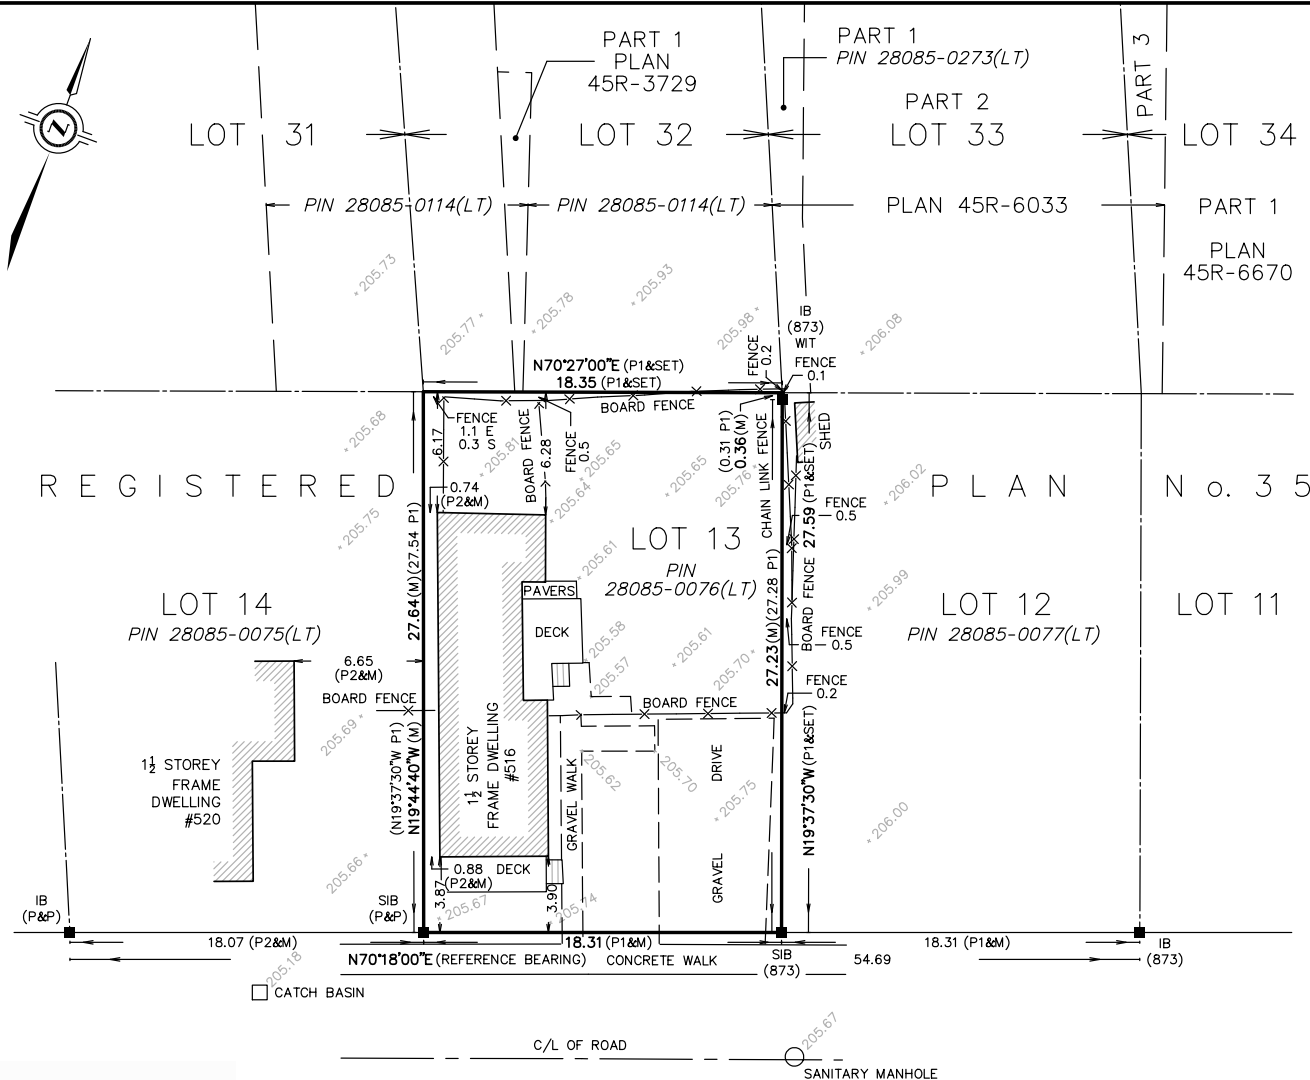 PART 1
PLAN
45R-3729
PART 1
PIN 28085-0273(LT)
PART 2
PART 3
Z
LOT 31
LOT 32
LOT 33
LOT 34
PIN 28085-0114(LT)
PIN 28085-0114(LT)
PLAN 45R-6033
PART 1
PLAN
45R-6670
205.73
205.77
205.78
205.93
205.98
206.08
IB
(873)
WIT
FENCE
0.2
FENCE
0.1
N70°27'00"E (P1&SET)
18.35 (P1&SET)
BOARD FENCE
FENCE
1.1 E
0.3 S
6.17
BOARD FENCE
6.28
FENCE
0.5
(0.31 P1)
0.36(M)
CHAIN LINK FENCE
SHED
205.68
205.81
205.65
205.64
205.65
205.76
206.02
REGISTERED
PLAN
No. 35
0.74
(P2&M)
27.59 (P1&SET)
FENCE
0.5
205.75
27.64(M)(27.54 P1)
LOT 13
PIN
28085-0076(LT)
205.61
PAVERS
DECK
205.58
205.57
205.61
205.70
27.23(M)(27.28 P1)
BOARD FENCE
205.99
LOT 14
PIN 28085-0075(LT)
LOT 12
PIN 28085-0077(LT)
LOT 11
FENCE
0.5
6.65
(P2&M)
BOARD FENCE
BOARD FENCE
FENCE
0.2
205.69
1½ STOREY
FRAME
DWELLING
#520
(N19°37'30"W P1)
N19°44'40"W (M)
1½ STOREY
FRAME DWELLING
#516
GRAVEL WALK
205.62
205.70
205.75
GRAVEL DRIVE
N19°37'30"W (P1&SET)
206.00
205.66
0.88
(P2&M)
DECK
3.87
3.90
205.67
205.74
IB
(P&P)
SIB
(P&P)
18.07 (P2&M)
18.31 (P1&M)
18.31 (P1&M)
IB
(873)
N70°18'00"E (REFERENCE BEARING)
CONCRETE WALK
SIB
(873)
54.69
205.18
CATCH BASIN
C/L OF ROAD
205.67
SANITARY MANHOLE